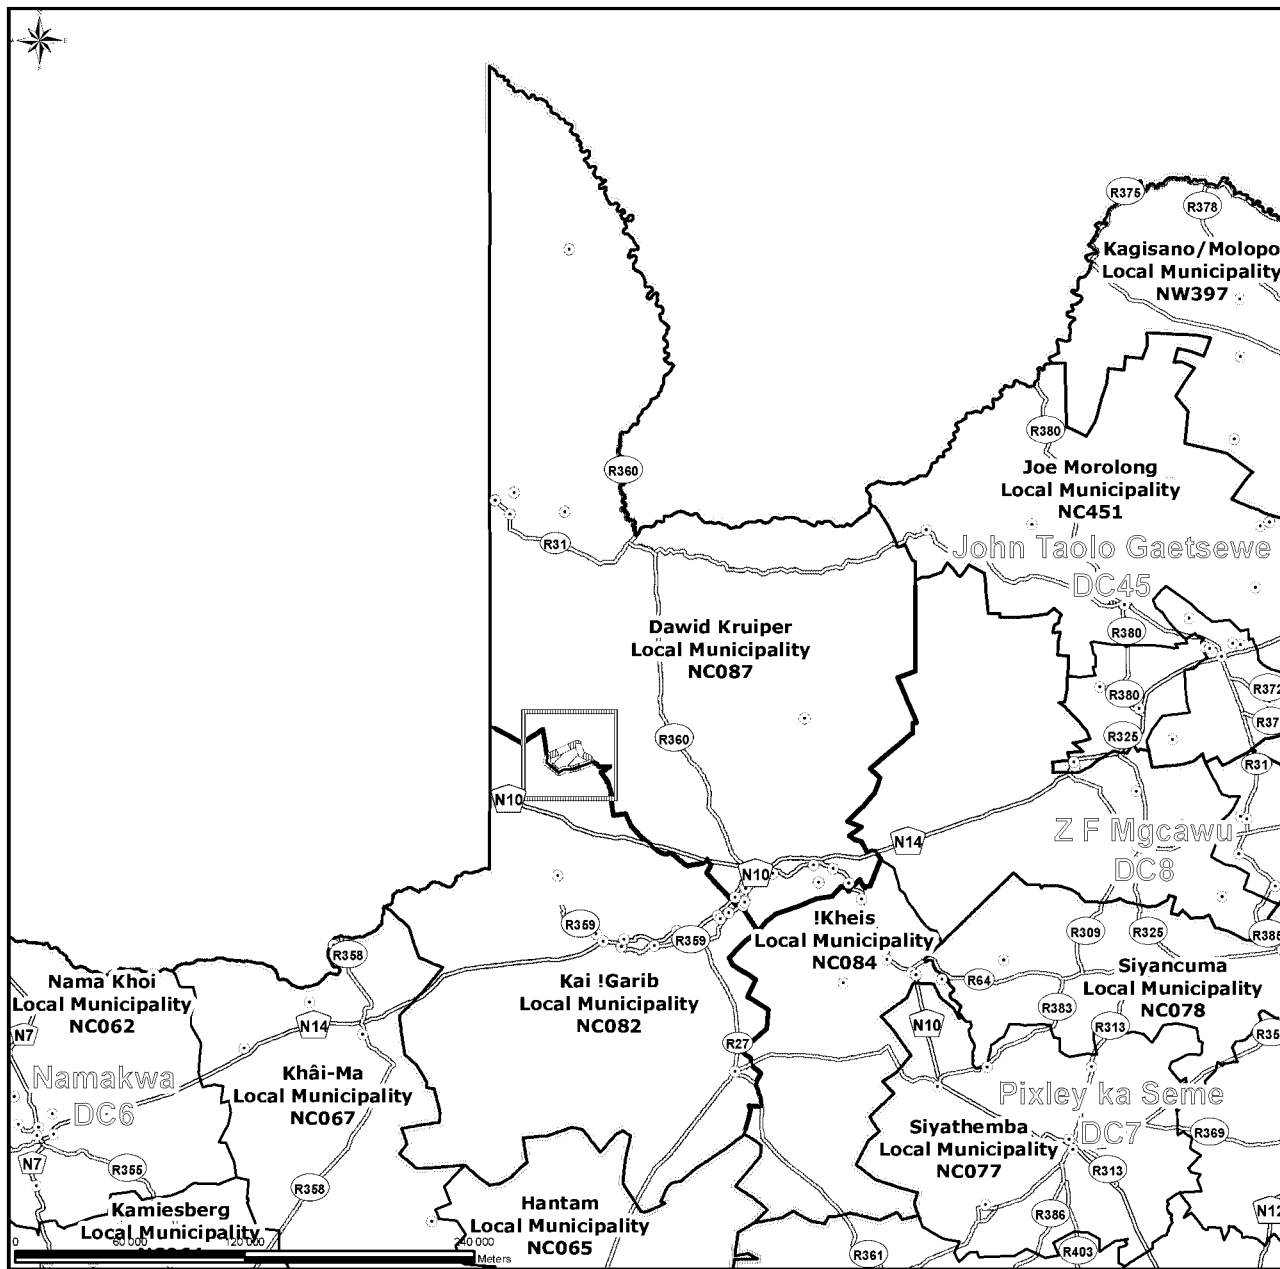 R375
R378
Kagisano/Molopo
Local Municipality
NW397
R380
R360
Joe Morolong
Local Municipality
NC451
R31
John Taolo Gaetsewe
DC45
Dawid Kruiper
Local Municipality
NC087
R380
R380
R372
R360
R325
R31
N10
Z F Mgcawu
DC8
N14
N10
!Kheis
Local Municipality
NC084
R359
R359
R309
R325
R385
R358
R64
Siyancuma
Local Municipality
NC078
Nama Khoi
Local Municipality
NC062
Kai !Garib
Local Municipality
NC082
R383
N7
N14
N10
R313
R27
Namakwa
DC6
Khâi-Ma
Local Municipality
NC067
Pixley ka Seme
DC7
Siyathemba
Local Municipality
NC077
R369
N7
R355
R313
R358
Kamiesberg
Local Municipality
Hantam
Local Municipality
NC065
R386
N12
R361
R403
0 60 000 120 000 240 000
Meters